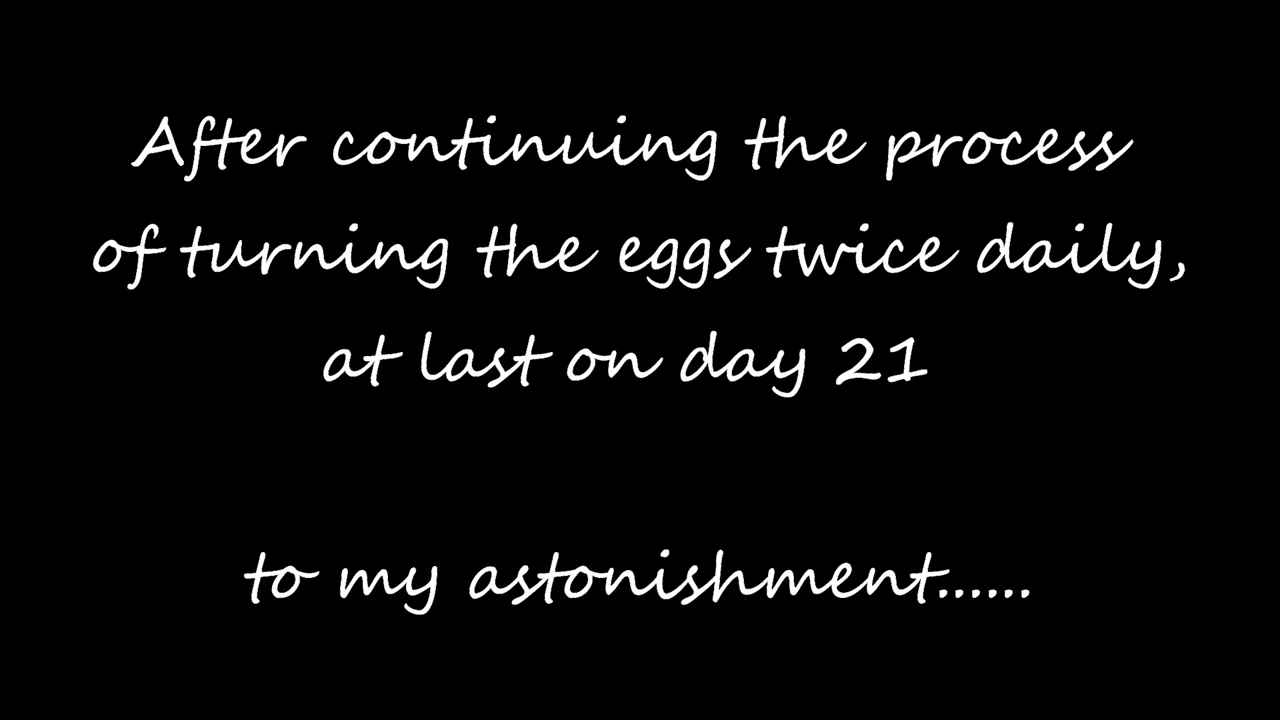 After continuing the process
of turning the eggs twice daily,
at last on day 21
to my astonishment......